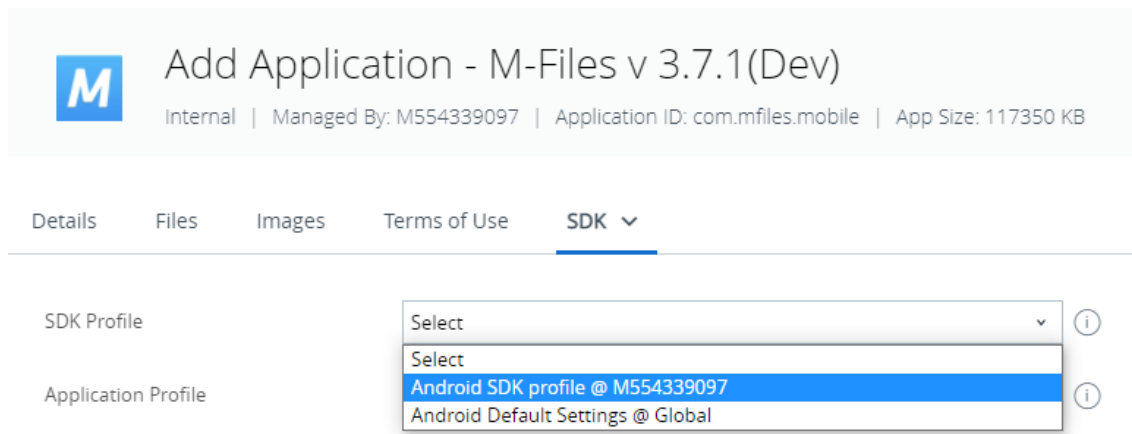 M
Add Application - M-Files v 3.7.1(Dev)
Internal | Managed By: M554339097 | Application ID: com.mfiles.mobile | App Size: 117350 KB
Details Files Images Terms of Use SDK
SDK Profile Select i
Select
Android SDK profile @ M554339097
Application Profile i
Android Default Settings @ Global